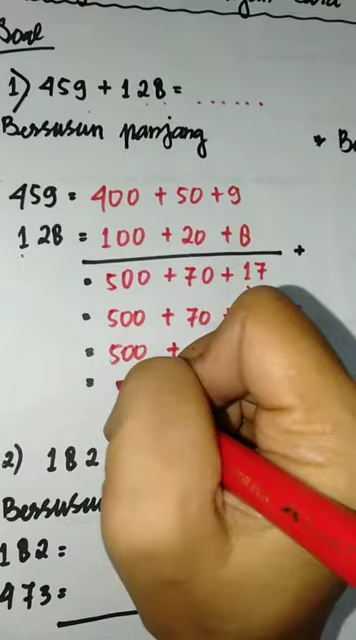 Soal
1) 459 + 128 = ......
Bersusun panjang
459 = 400 + 50 + 9
128 = 100 + 20 + 8
+
= 500 + 70 + 17
= 500 + 70 +
= 500 +
=
2) 182
Bersusun
182 =
473 =